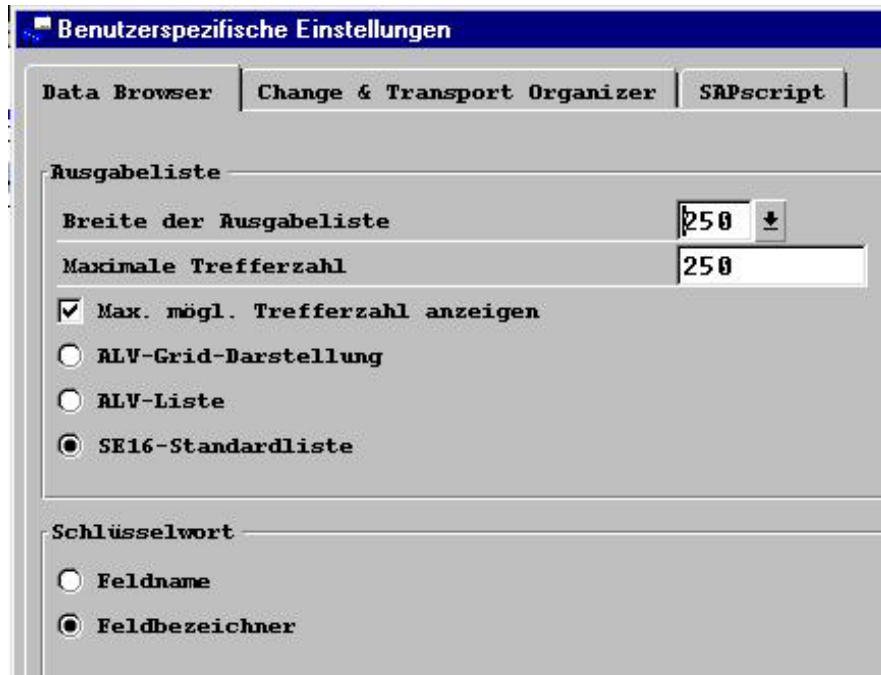 Benutzerspezifische Einstellungen
Data Browser Change & Transport Organizer SAPscript
Ausgabeliste
Breite der Ausgabeliste 250
Maximale Trefferzahl 250
Max. mögl. Trefferzahl anzeigen
ALV-Grid-Darstellung
ALV-Liste
SE16-Standardliste
Schlüsselwort
Feldname
Feldbezeichner